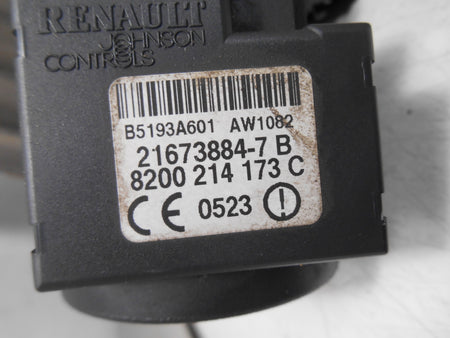 RENAULT
JOHNSON
CONTROLS
B5193A601 AW1082
21673884-7 B
8200 214 173 C
CE 0523 !